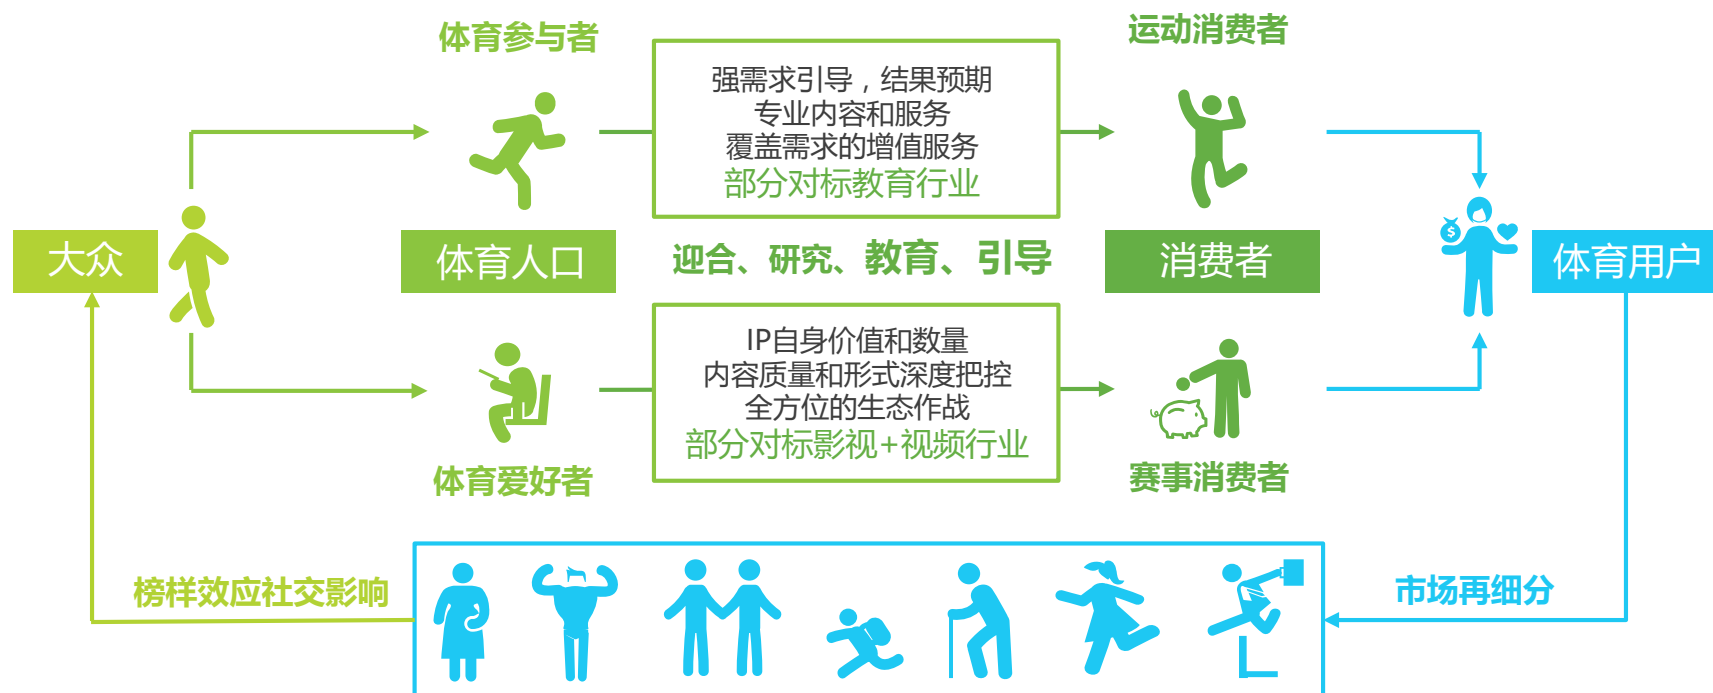 体育参与者
运动消费者
强需求引导，结果预期
专业内容和服务
覆盖需求的增值服务
部分对标教育行业
大众
体育人口
迎合、研究、教育、引导
消费者
$
体育用户
IP自身价值和数量
内容质量和形式深度把控
全方位的生态作战
部分对标影视+视频行业
体育爱好者
赛事消费者
榜样效应社交影响
市场再细分